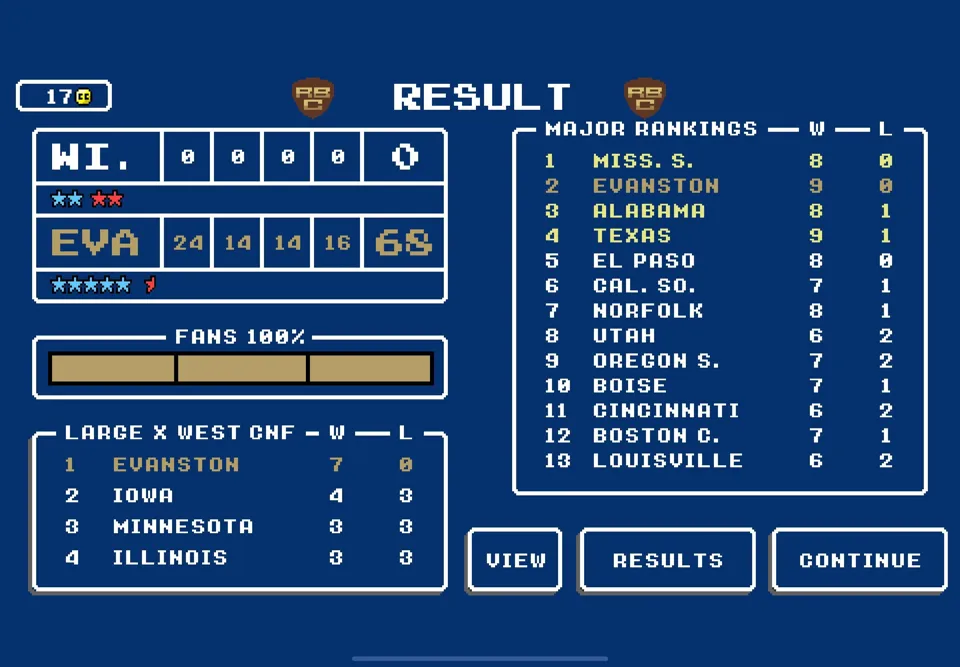 17
RBC RESULT RBC
WI. 0 0 0 0 0
EVA 24 14 14 16 68
FANS 100%
LARGE X WEST CNF W L
1 EVANSTON 7 0
2 IOWA 4 3
3 MINNESOTA 3 3
4 ILLINOIS 3 3
MAJOR RANKINGS W L
1 MISS. S. 8 0
2 EVANSTON 9 0
3 ALABAMA 8 1
4 TEXAS 9 1
5 EL PASO 8 0
6 CAL. SO. 7 1
7 NORFOLK 8 1
8 UTAH 6 2
9 OREGON S. 7 2
10 BOISE 7 1
11 CINCINNATI 6 2
12 BOSTON C. 7 1
13 LOUISVILLE 6 2
VIEW RESULTS CONTINUE